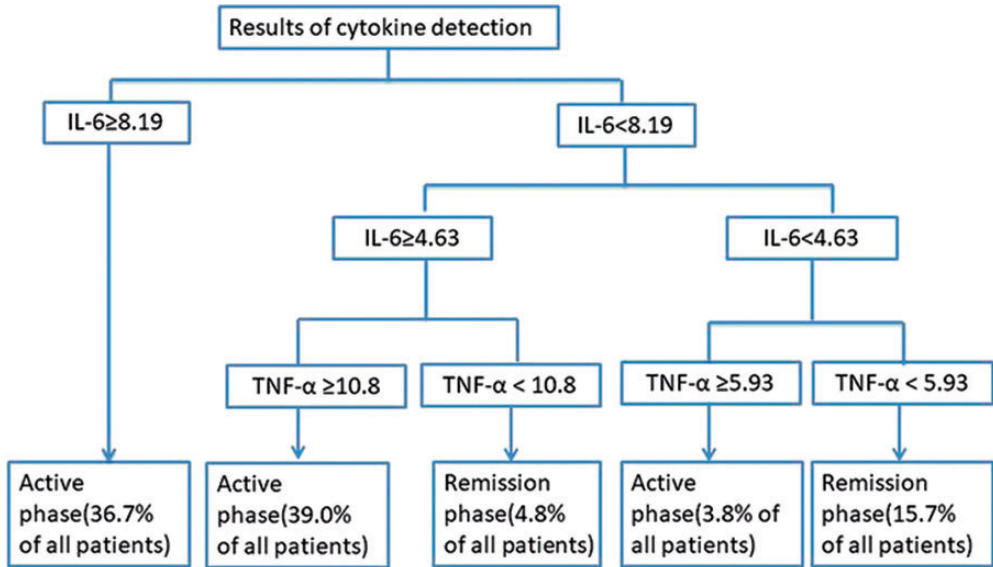 Results of cytokine detection
IL-6≥8.19
IL-6<8.19
IL-6≥4.63
IL-6<4.63
TNF-α ≥10.8
TNF-α < 10.8
TNF-α ≥5.93
TNF-α < 5.93
Active
phase(36.7%
of all patients)
Active
phase(39.0%
of all patients)
Remission
phase(4.8%
of all patients)
Active
phase(3.8% of
all patients)
Remission
phase(15.7%
of all patients)